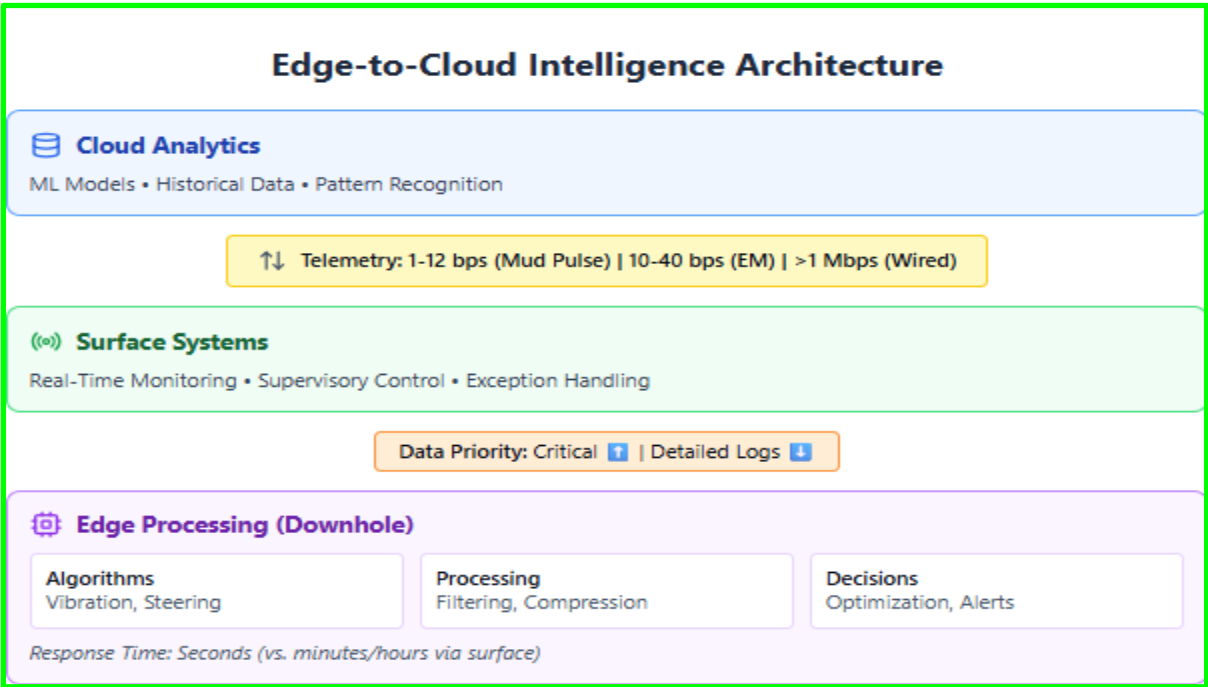 Edge-to-Cloud Intelligence Architecture
Cloud Analytics
ML Models • Historical Data • Pattern Recognition
↑↓ Telemetry: 1-12 bps (Mud Pulse) | 10-40 bps (EM) | >1 Mbps (Wired)
Surface Systems
Real-Time Monitoring • Supervisory Control • Exception Handling
Data Priority: Critical ⬆️ | Detailed Logs ⬇️
Edge Processing (Downhole)
Algorithms
Vibration, Steering
Processing
Filtering, Compression
Decisions
Optimization, Alerts
Response Time: Seconds (vs. minutes/hours via surface)